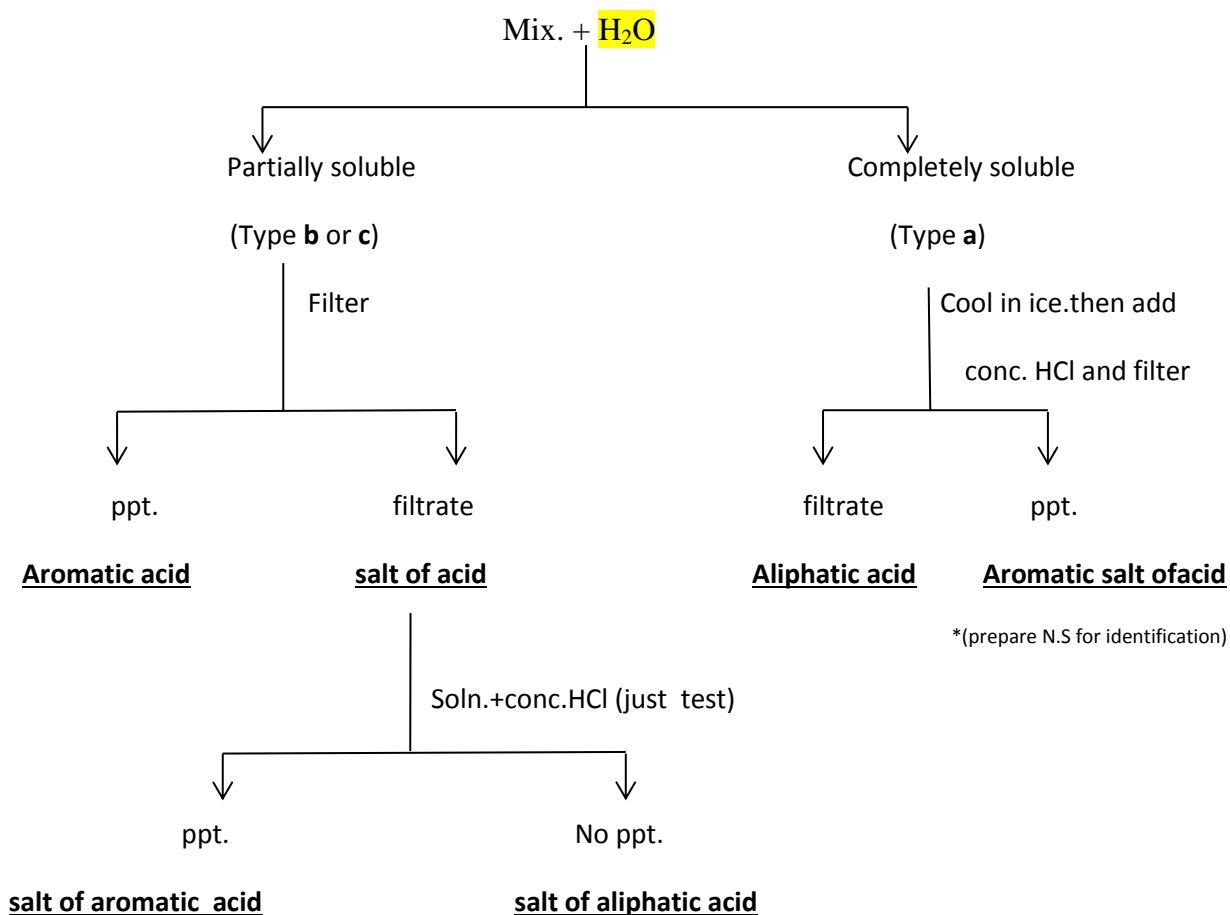 Mix. + H₂O
Partially soluble
Completely soluble
(Type b or c)
(Type a)
Filter
Cool in ice.then add
conc. HCl and filter
ppt.
filtrate
filtrate
ppt.
Aromatic acid
salt of acid
Aliphatic acid
Aromatic salt ofacid
*(prepare N.S for identification)
Soln.+conc.HCl (just test)
ppt.
No ppt.
salt of aromatic acid
salt of aliphatic acid